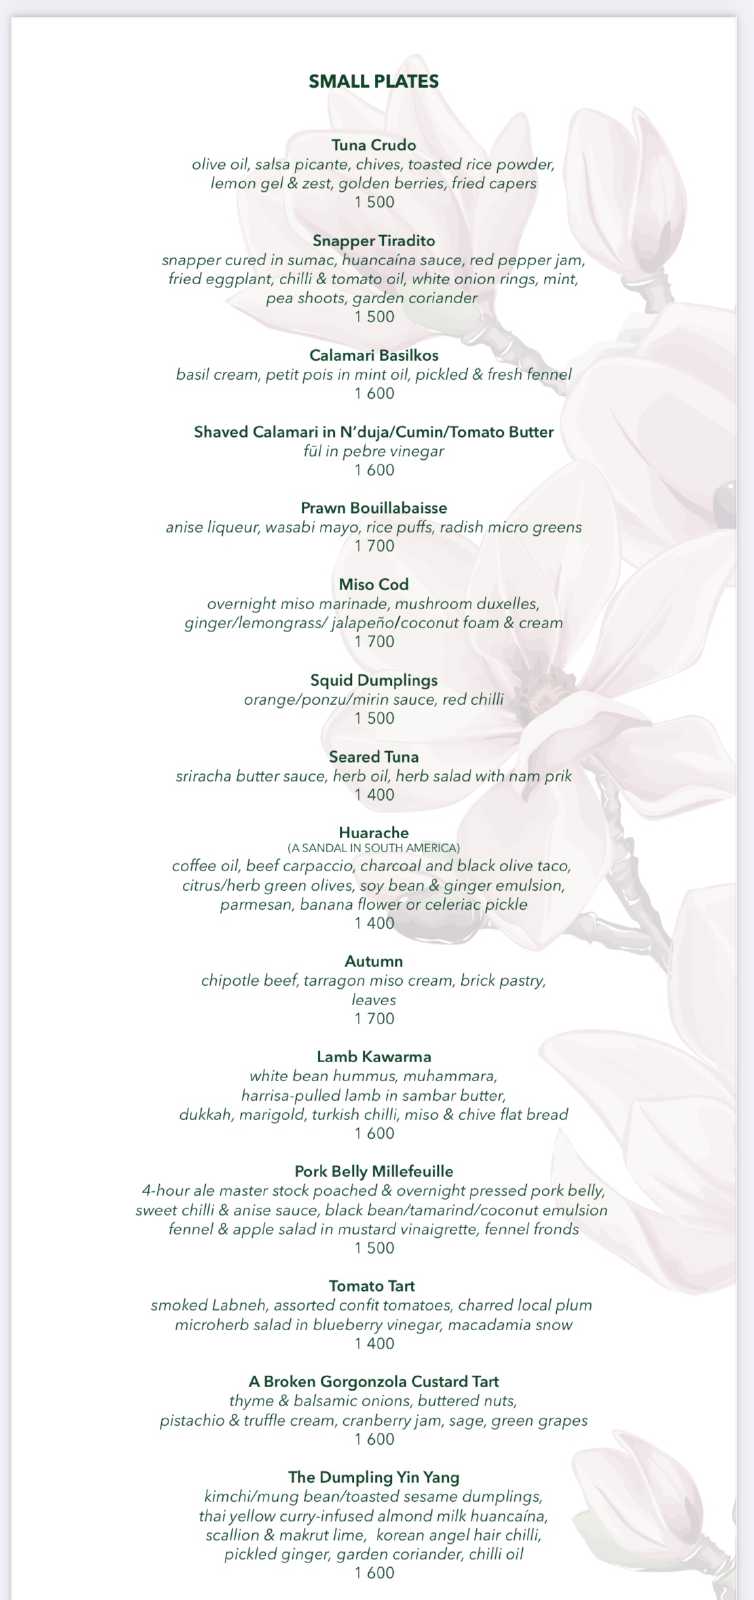 SMALL PLATES
Tuna Crudo
olive oil, salsa picante, chives, toasted rice powder,
lemon gel & zest, golden berries, fried capers
1 500
Snapper Tiradito
snapper cured in sumac, huancaína sauce, red pepper jam,
fried eggplant, chilli & tomato oil, white onion rings, mint,
pea shoots, garden coriander
1 500
Calamari Basilkos
basil cream, petit pois in mint oil, pickled & fresh fennel
1 600
Shaved Calamari in N’duja/Cumin/Tomato Butter
fūl in pebre vinegar
1 600
Prawn Bouillabaisse
anise liqueur, wasabi mayo, rice puffs, radish micro greens
1 700
Miso Cod
overnight miso marinade, mushroom duxelles,
ginger/lemongrass/ jalapeño/coconut foam & cream
1 700
Squid Dumplings
orange/ponzu/mirin sauce, red chilli
1 500
Seared Tuna
sriracha butter sauce, herb oil, herb salad with nam prik
1 400
Huarache
(A SANDAL IN SOUTH AMERICA)
coffee oil, beef carpaccio, charcoal and black olive taco,
citrus/herb green olives, soy bean & ginger emulsion,
parmesan, banana flower or celeriac pickle
1 400
Autumn
chipotle beef, tarragon miso cream, brick pastry,
leaves
1 700
Lamb Kawarma
white bean hummus, muhammara,
harrisa-pulled lamb in sambar butter,
dukkah, marigold, turkish chilli, miso & chive flat bread
1 600
Pork Belly Millefeuille
4-hour ale master stock poached & overnight pressed pork belly,
sweet chilli & anise sauce, black bean/tamarind/coconut emulsion
fennel & apple salad in mustard vinaigrette, fennel fronds
1 500
Tomato Tart
smoked Labneh, assorted confit tomatoes, charred local plum
microherb salad in blueberry vinegar, macadamia snow
1 400
A Broken Gorgonzola Custard Tart
thyme & balsamic onions, buttered nuts,
pistachio & truffle cream, cranberry jam, sage, green grapes
1 600
The Dumpling Yin Yang
kimchi/mung bean/toasted sesame dumplings,
thai yellow curry-infused almond milk huancaína,
scallion & makrut lime,  korean angel hair chilli,
pickled ginger, garden coriander, chilli oil
1 600